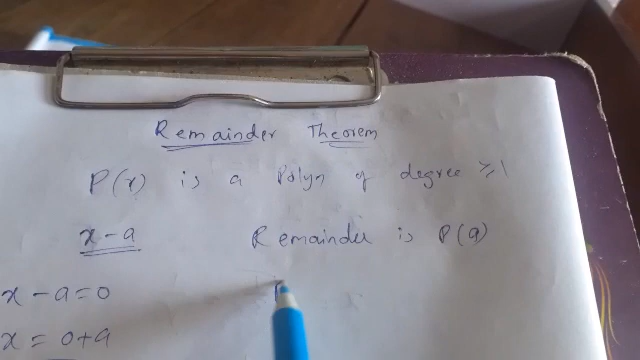 Remainder Theorem
P(x) is a Polyn of degree ≥ 1
x - a Remainder is P(a)
x - a = 0
x = 0 + a